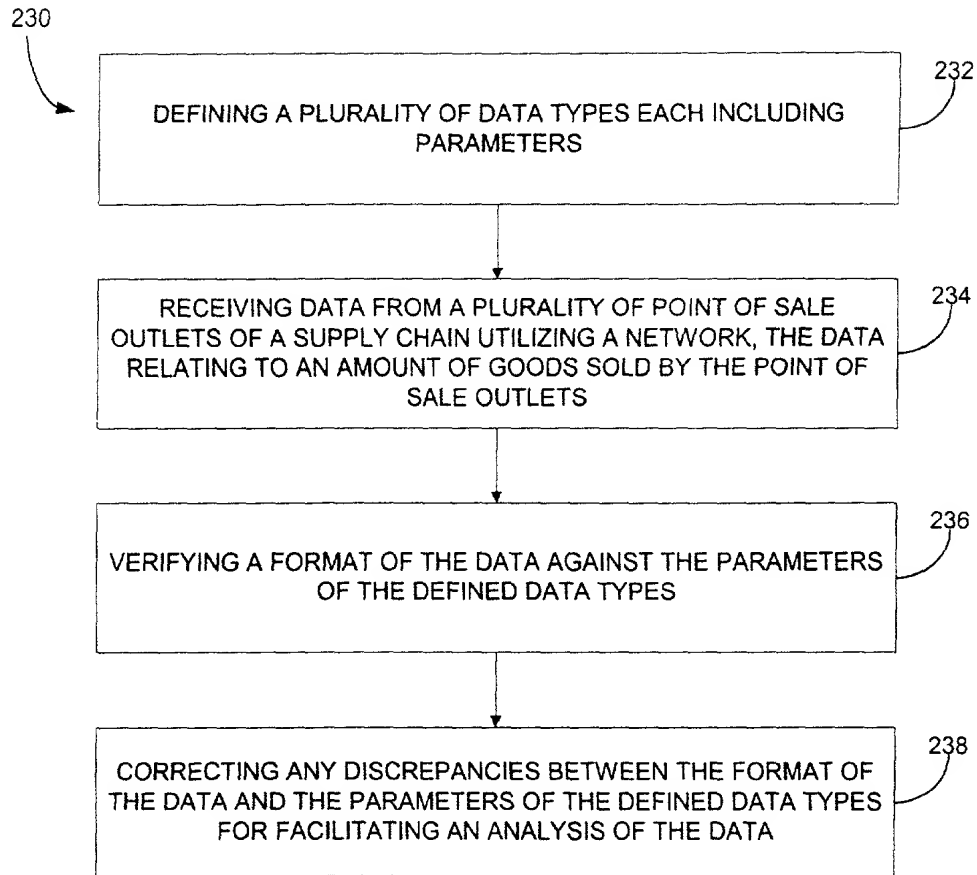 230
232
DEFINING A PLURALITY OF DATA TYPES EACH INCLUDING
PARAMETERS
234
RECEIVING DATA FROM A PLURALITY OF POINT OF SALE
OUTLETS OF A SUPPLY CHAIN UTILIZING A NETWORK, THE DATA
RELATING TO AN AMOUNT OF GOODS SOLD BY THE POINT OF
SALE OUTLETS
236
VERIFYING A FORMAT OF THE DATA AGAINST THE PARAMETERS
OF THE DEFINED DATA TYPES
238
CORRECTING ANY DISCREPANCIES BETWEEN THE FORMAT OF
THE DATA AND THE PARAMETERS OF THE DEFINED DATA TYPES
FOR FACILITATING AN ANALYSIS OF THE DATA